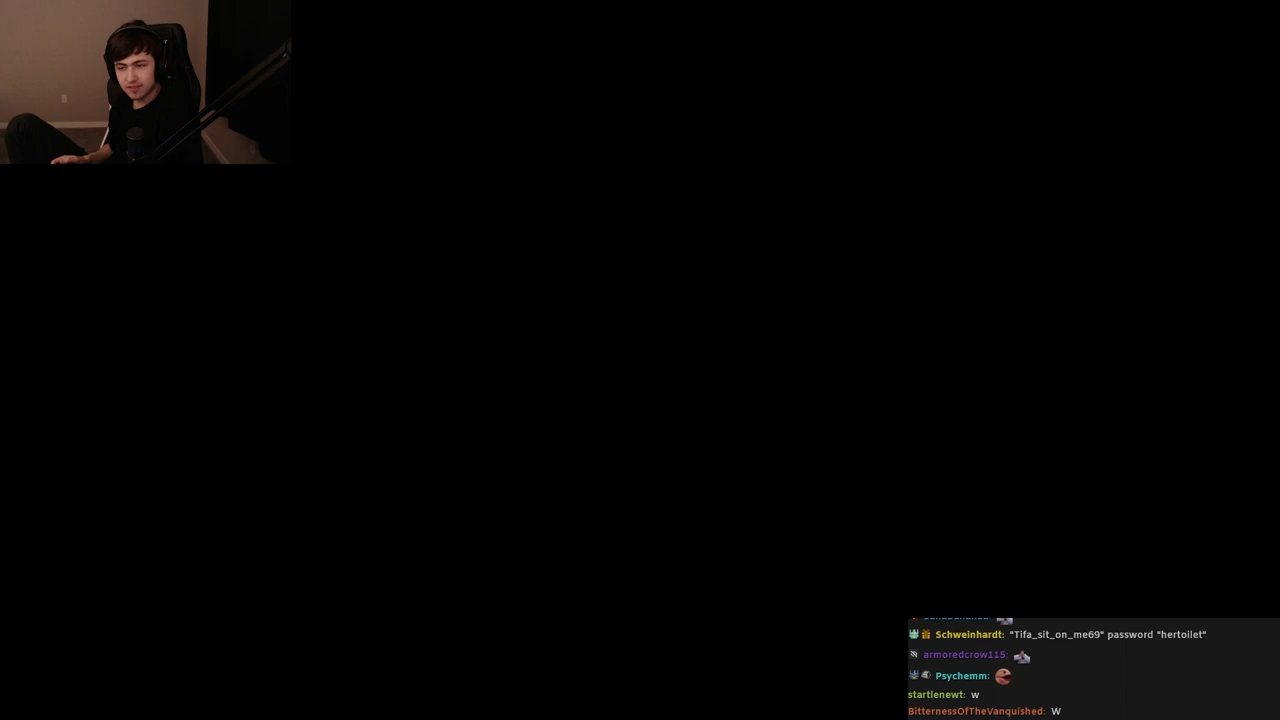 Schweinhardt: "Tifa_sit_on_me69" password "hertoilet"
armoredcrow115:
Psychemm:
startlenewt: w
BitternessOfTheVanquished: W